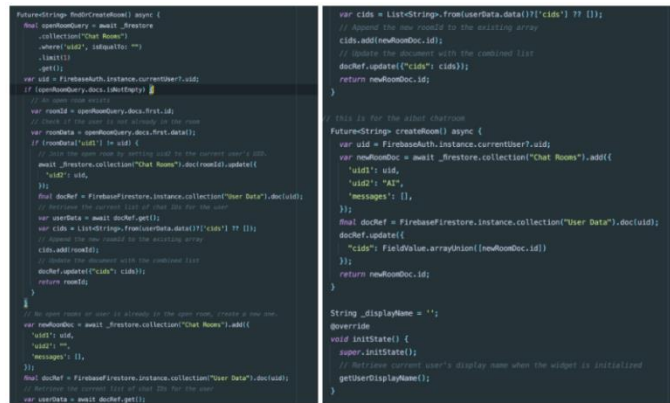 Future<String> findOrCreateRoom() async {
final openRoomQuery = await _firestore
.collection("Chat Rooms")
.where('uid2', isEqualTo: "")
.limit(1)
.get();
var uid = FirebaseAuth.instance.currentUser?.uid;
if (openRoomQuery.docs.isNotEmpty) {
// An open room exists
var roomId = openRoomQuery.docs.first.id;
// Check if the user is not already in the room
var roomData = openRoomQuery.docs.first.data();
if (roomData['uid1'] != uid) {
// Join the open room by setting uid2 to the current user's UID.
await _firestore.collection("Chat Rooms").doc(roomId).update({
'uid2': uid,
});
final docRef = FirebaseFirestore.instance.collection("User Data").doc(uid);
// Retrieve the current list of chat IDs for the user
var userData = await docRef.get();
var cids = List<String>.from(userData.data()?['cids'] ?? []);
// Append the new roomId to the existing array
cids.add(roomId);
// Update the document with the combined list
docRef.update({"cids": cids});
return roomId;
}
}
// No open rooms or user is already in the open room, create a new one.
var newRoomDoc = await _firestore.collection("Chat Rooms").add({
'uid1': uid,
'uid2': "",
'messages': [],
});
final docRef = FirebaseFirestore.instance.collection("User Data").doc(uid);
// Retrieve the current list of chat IDs for the user
var userData = await docRef.get();
var cids = List<String>.from(userData.data()?['cids'] ?? []);
// Append the new roomId to the existing array
cids.add(newRoomDoc.id);
// Update the document with the combined list
docRef.update({"cids": cids});
return newRoomDoc.id;
}
// this is for the aibot chatroom
Future<String> createRoom() async {
var uid = FirebaseAuth.instance.currentUser?.uid;
var newRoomDoc = await _firestore.collection("Chat Rooms").add({
'uid1': uid,
'uid2': "AI",
'messages': [],
});
final docRef = FirebaseFirestore.instance.collection("User Data").doc(uid);
docRef.update({
"cids": FieldValue.arrayUnion([newRoomDoc.id])
});
return newRoomDoc.id;
}
String _displayName = '';
@override
void initState() {
super.initState();
// Retrieve current user's display name when the widget is initialized
getUserDisplayName();
}